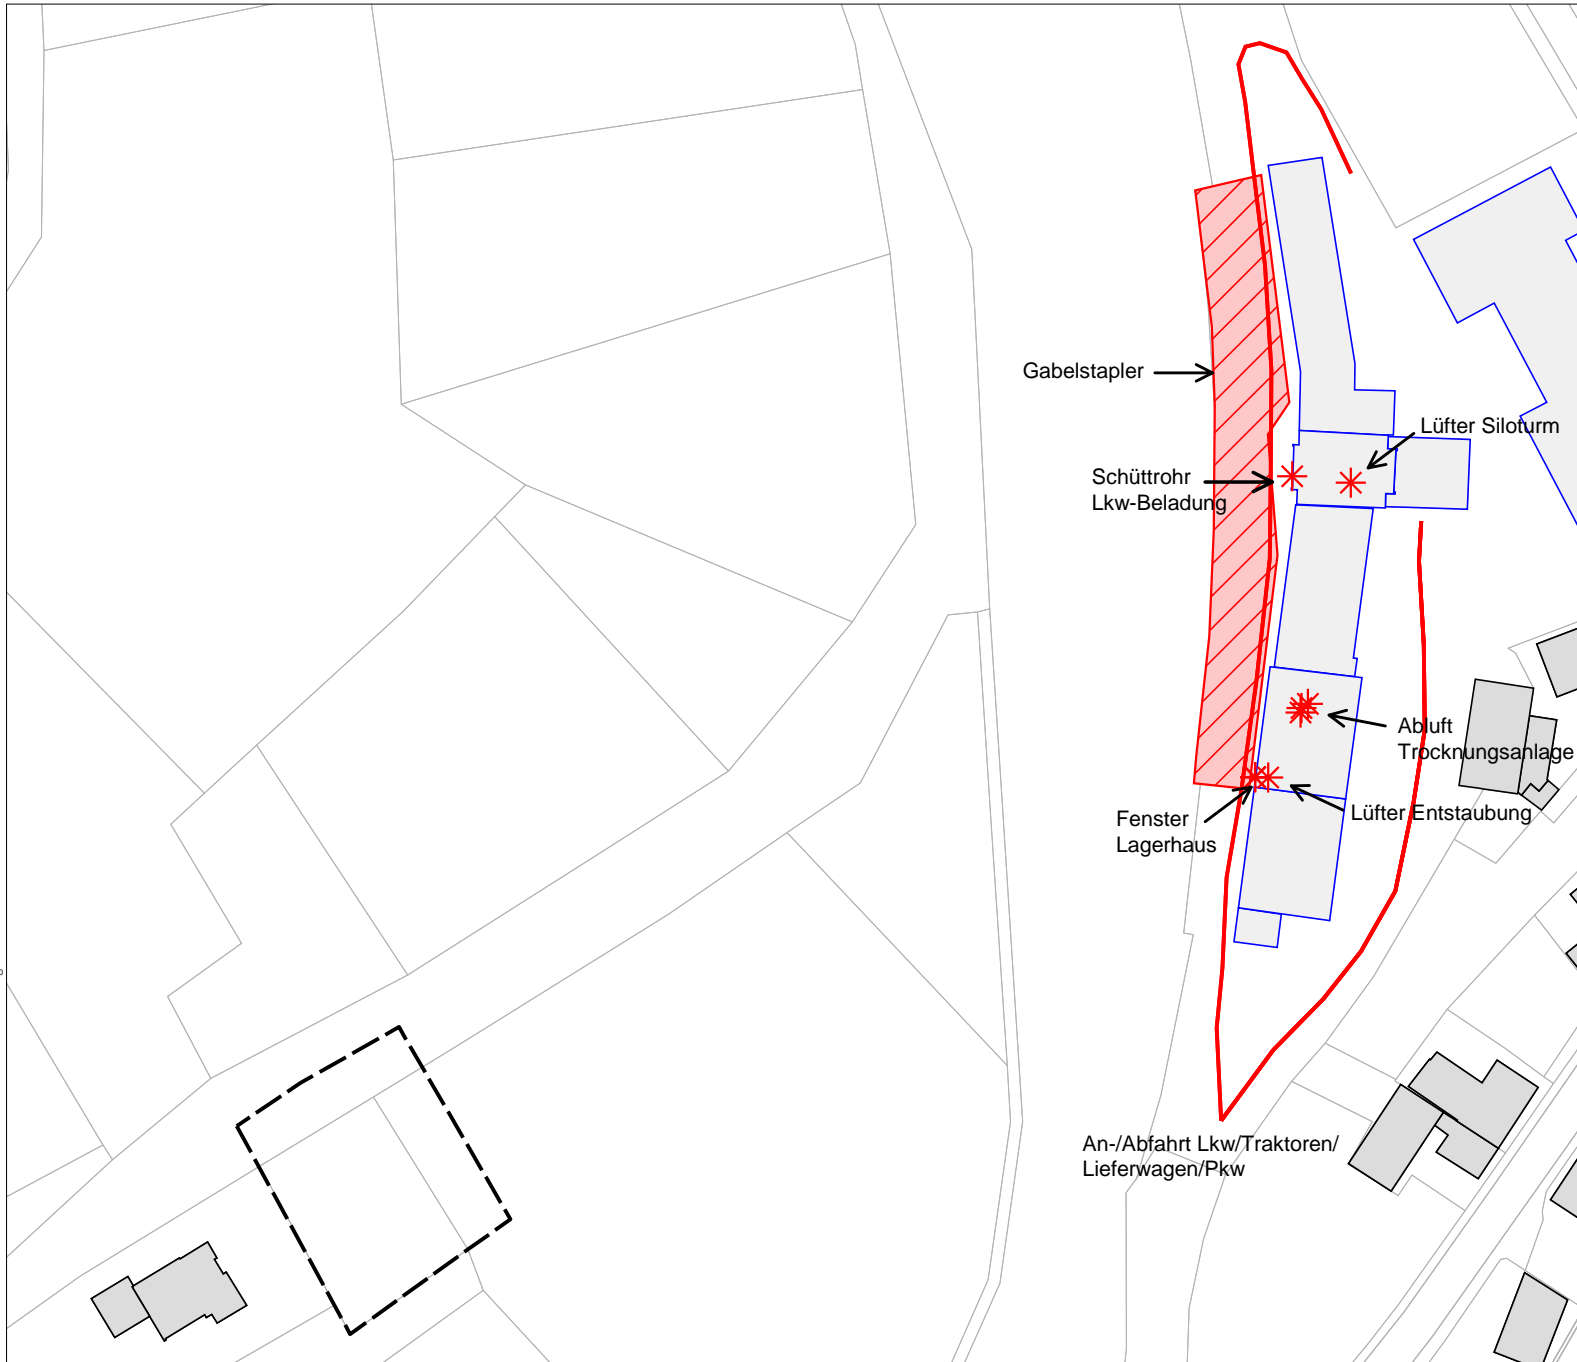 Gabelstapler
Lüfter Siloturm
Schüttrohr
Lkw-Beladung
Abluft
Trocknungsanlage
Fenster
Lagerhaus
Lüfter Entstaubung
An-/Abfahrt Lkw/Traktoren/
Lieferwagen/Pkw